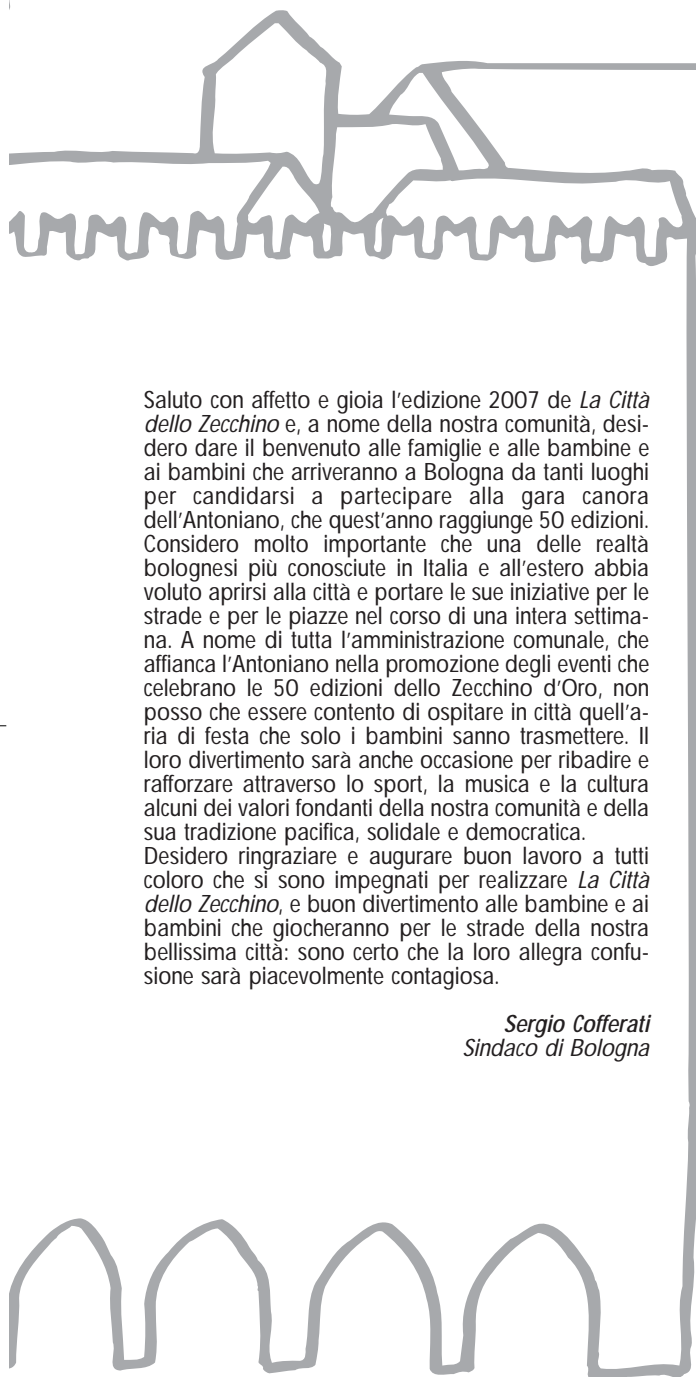 Saluto con affetto e gioia l'edizione 2007 de La Città
dello Zecchino e, a nome della nostra comunità, desi-
dero dare il benvenuto alle famiglie e alle bambine e
ai bambini che arriveranno a Bologna da tanti luoghi
per candidarsi a partecipare alla gara canora
dell'Antoniano, che quest'anno raggiunge 50 edizioni.
Considero molto importante che una delle realtà
bolognesi più conosciute in Italia e all'estero abbia
voluto aprirsi alla città e portare le sue iniziative per le
strade e per le piazze nel corso di una intera settima-
na. A nome di tutta l'amministrazione comunale, che
affianca l'Antoniano nella promozione degli eventi che
celebrano le 50 edizioni dello Zecchino d'Oro, non
posso che essere contento di ospitare in città quell'a-
ria di festa che solo i bambini sanno trasmettere. Il
loro divertimento sarà anche occasione per ribadire e
rafforzare attraverso lo sport, la musica e la cultura
alcuni dei valori fondanti della nostra comunità e della
sua tradizione pacifica, solidale e democratica.
Desidero ringraziare e augurare buon lavoro a tutti
coloro che si sono impegnati per realizzare La Città
dello Zecchino, e buon divertimento alle bambine e ai
bambini che giocheranno per le strade della nostra
bellissima città: sono certo che la loro allegra confu-
sione sarà piacevolmente contagiosa.
Sergio Cofferati
Sindaco di Bologna